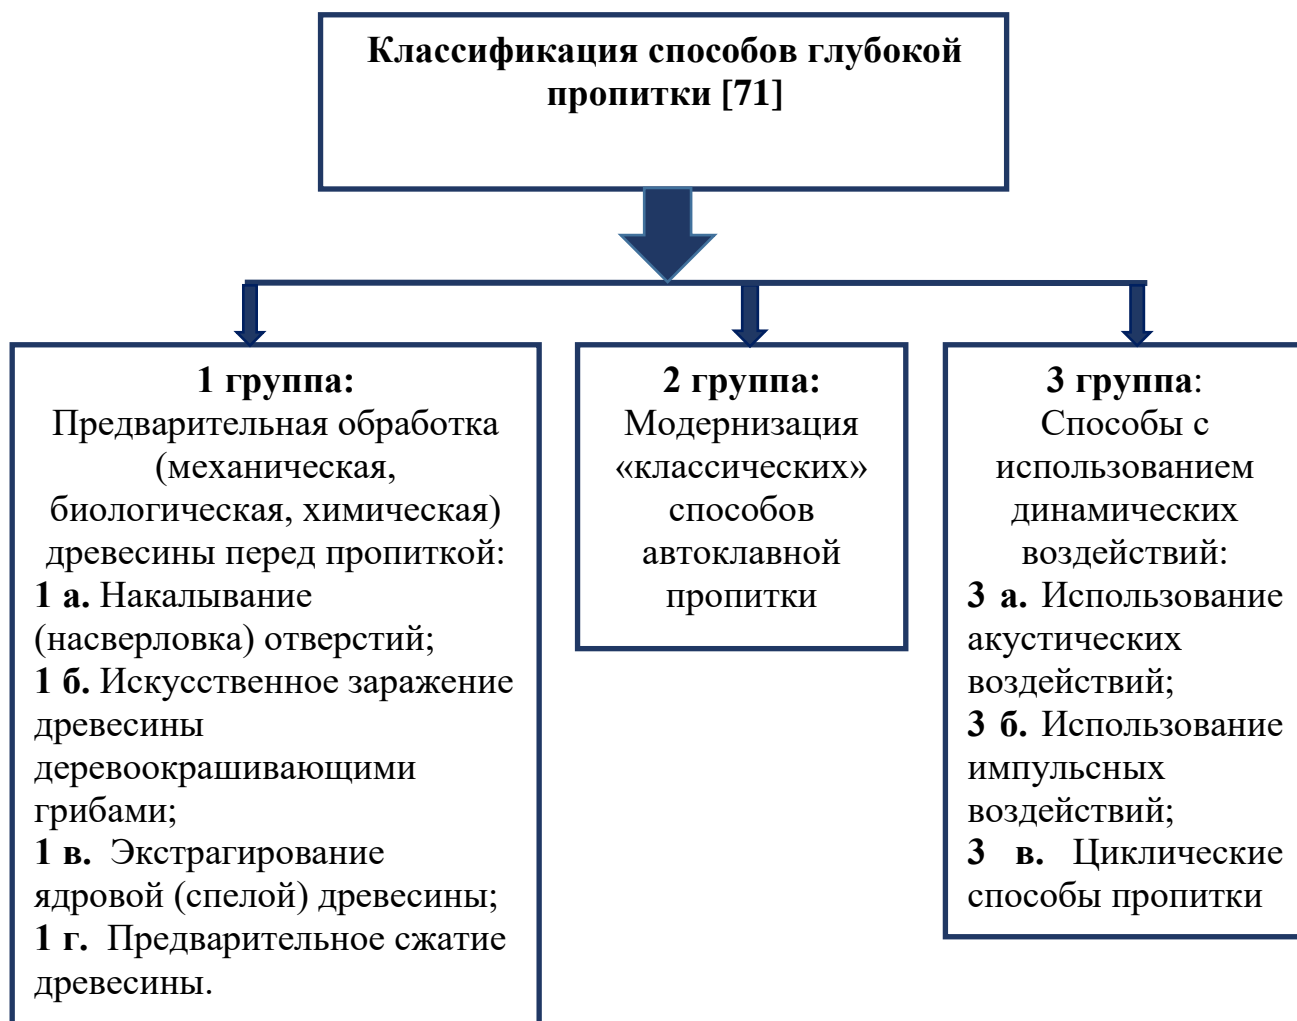 Классификация способов глубокой
пропитки [71]
1 группа:
Предварительная обработка
(механическая,
биологическая, химическая)
древесины перед пропиткой:
1 а. Накалывание
(насверловка) отверстий;
1 б. Искусственное заражение
древесины
деревоокрашивающими
грибами;
1 в. Экстрагирование
ядровой (спелой) древесины;
1 г. Предварительное сжатие
древесины.
2 группа:
Модернизация
«классических»
способов
автоклавной
пропитки
3 группа:
Способы с
использованием
динамических
воздействий:
3 а. Использование
акустических
воздействий;
3 б. Использование
импульсных
воздействий;
3 в. Циклические
способы пропитки